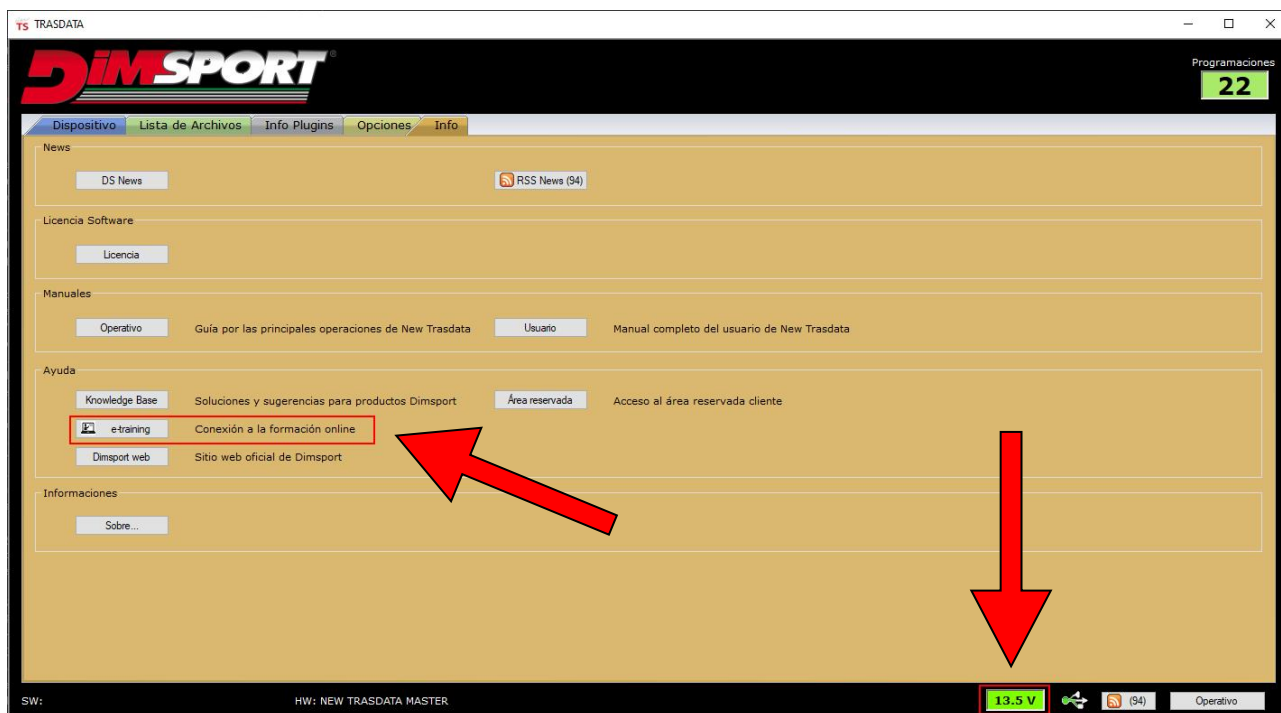 TS TRASDATA
DiMSPORT®
Programaciones
22
Dispositivo Lista de Archivos Info Plugins Opciones Info
News
DS News RSS News (94)
Licencia Software
Licencia
Manuales
Operativo Guía por las principales operaciones de New Trasdata Usuario Manual completo del usuario de New Trasdata
Ayuda
Knowledge Base Soluciones y sugerencias para productos Dimsport Área reservada Acceso al área reservada cliente
e-training Conexión a la formación online
Dimsport web Sitio web oficial de Dimsport
Informaciones
Sobre...
SW: HW: NEW TRASDATA MASTER 13.5 V (94) Operativo